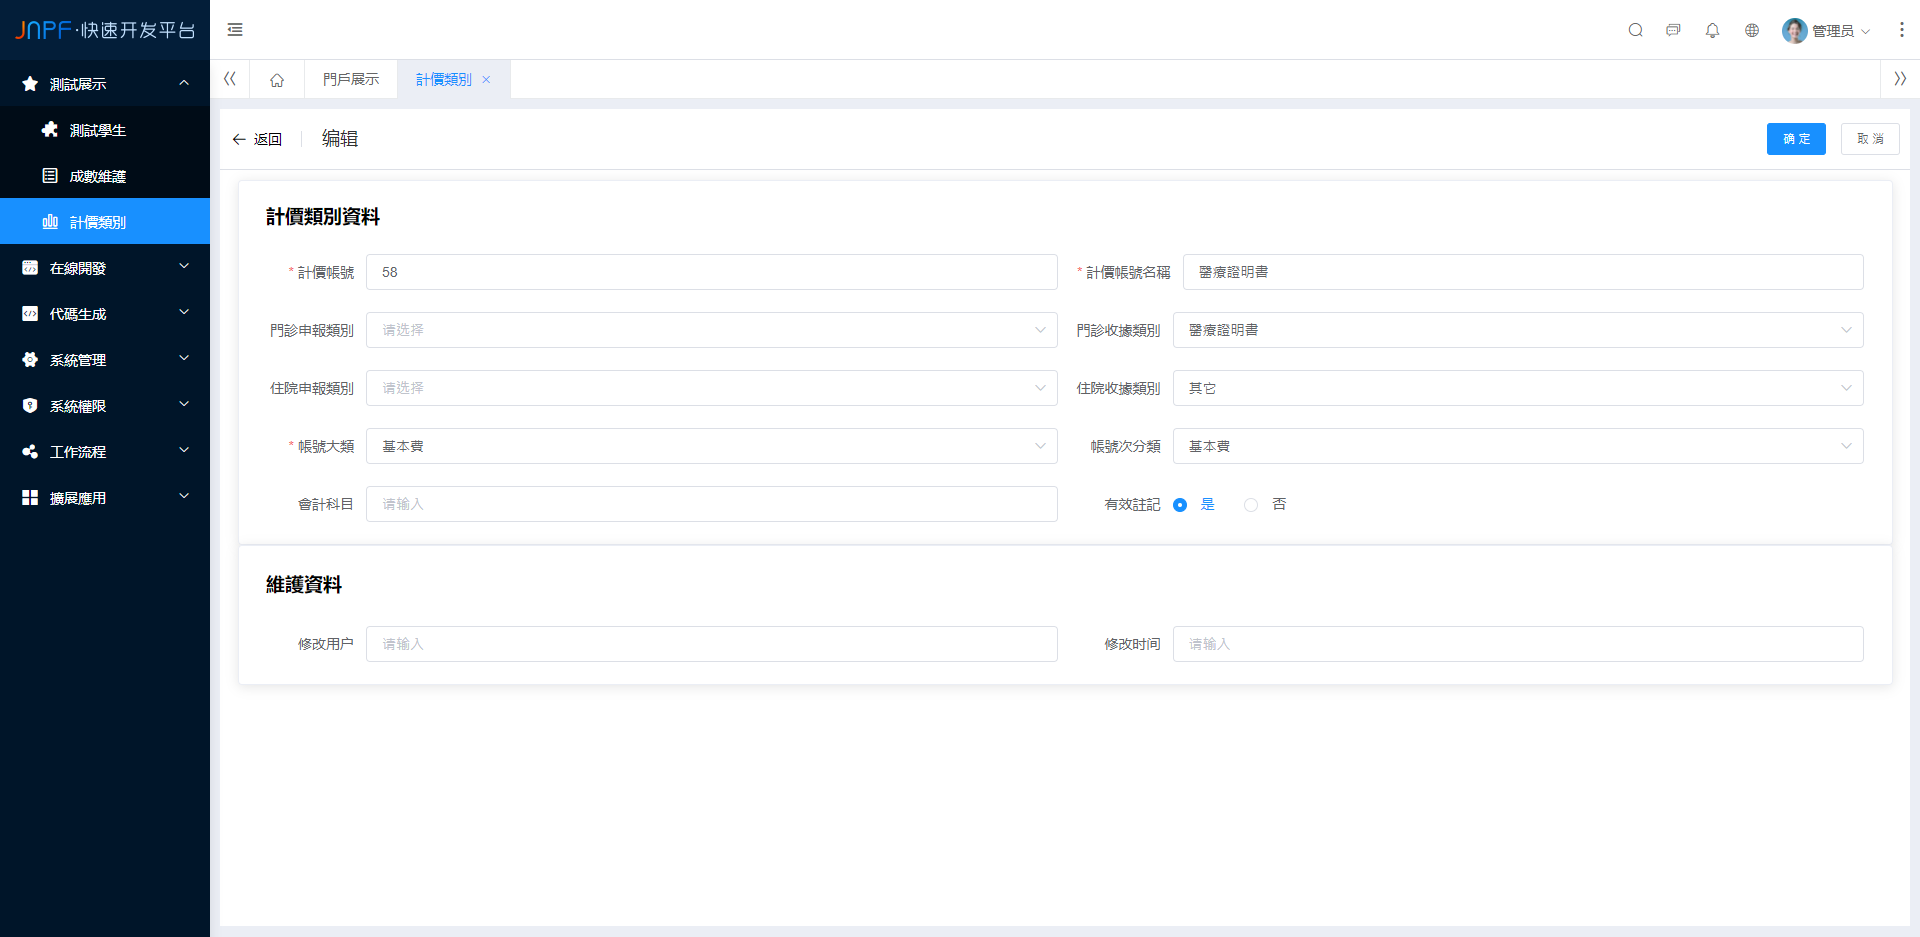 JNPF·快速开发平台
管理员
測試展示
測試學生
成數維護
計價類別
在線開發
代碼生成
系統管理
系統權限
工作流程
擴展應用
門戶展示
計價類別
返回
编辑
确定
取消
計價類別資料
* 計價帳號
58
* 計價帳號名稱
醫療證明書
門診申報類別
请选择
門診收據類別
醫療證明書
住院申報類別
请选择
住院收據類別
其它
* 帳號大類
基本費
帳號次分類
基本費
會計科目
请输入
有效註記
是
否
維護資料
修改用户
请输入
修改时间
请输入